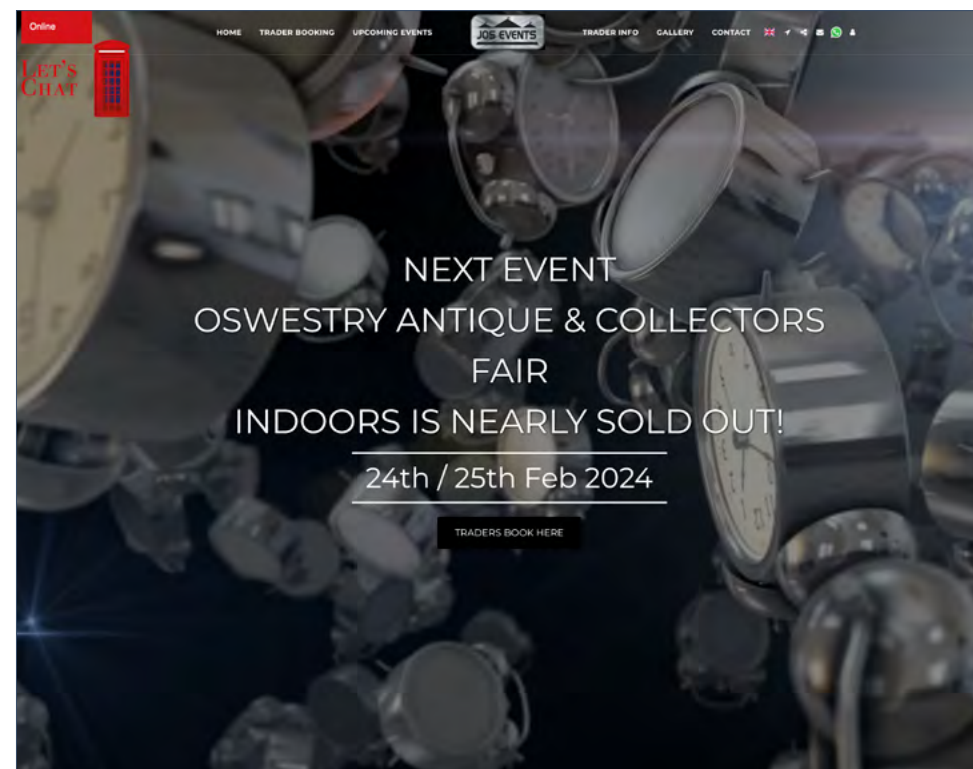 Online
LET'S
CHAT
HOME TRADER BOOKING UPCOMING EVENTS JOS EVENTS TRADER INFO GALLERY CONTACT
NEXT EVENT
OSWESTRY ANTIQUE & COLLECTORS
FAIR
INDOORS IS NEARLY SOLD OUT!
24th / 25th Feb 2024
TRADERS BOOK HERE